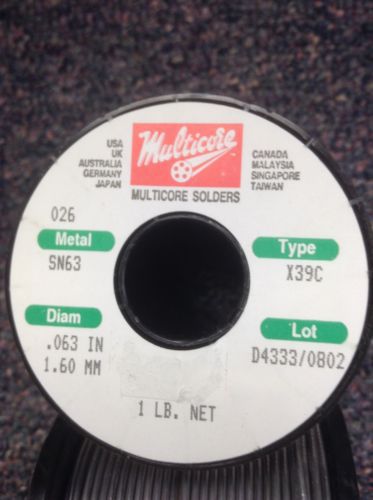 Multicore
USA
UK
AUSTRALIA
GERMANY
JAPAN
CANADA
MALAYSIA
SINGAPORE
TAIWAN
MULTICORE SOLDERS
026
Metal
SN63
Type
X39C
Diam
.063 IN
1.60 MM
Lot
D4333/0802
1 LB. NET